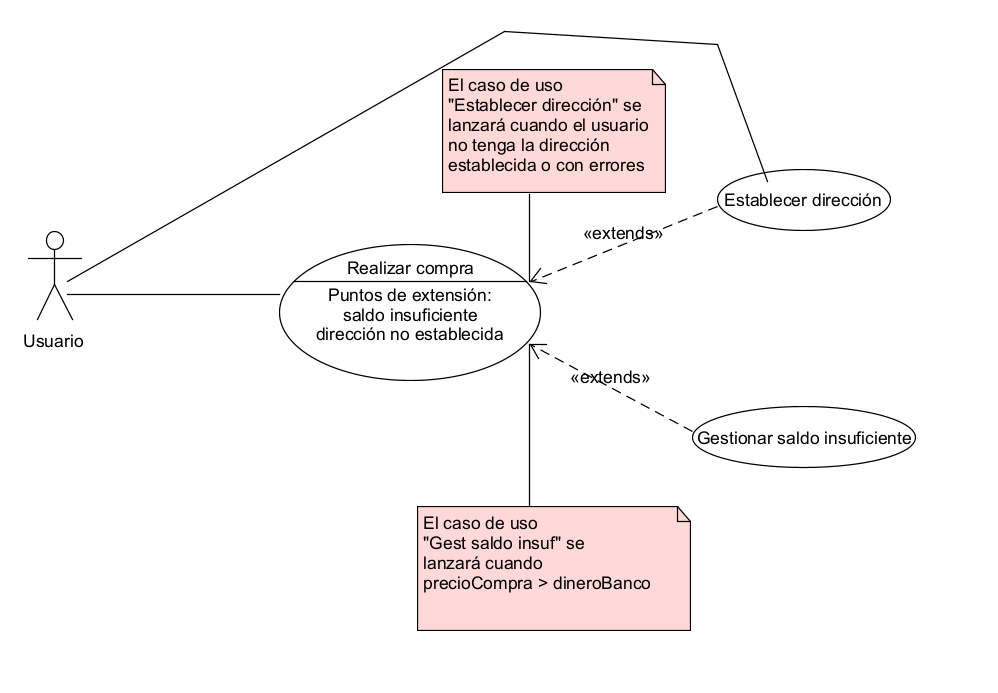 El caso de uso
"Establecer dirección" se
lanzará cuando el usuario
no tenga la dirección
establecida o con errores
Establecer dirección
«extends»
Realizar compra
Puntos de extensión:
saldo insuficiente
dirección no establecida
Usuario
«extends»
Gestionar saldo insuficiente
El caso de uso
"Gest saldo insuf" se
lanzará cuando
precioCompra > dineroBanco